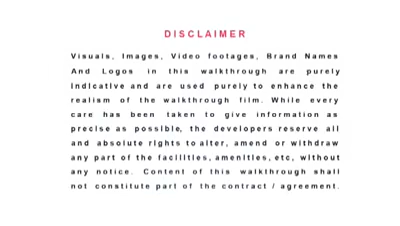 DISCLAIMER
Visuals, Images, Video footages, Brand Names
And Logos in this walkthrough are purely
indicative and are used purely to enhance the
realism of the walkthrough film. While every
care has been taken to give information as
precise as possible, the developers reserve all
and absolute rights to alter, amend or withdraw
any part of the facilities, amenities, etc, without
any notice. Content of this walkthrough shall
not constitute part of the contract / agreement.